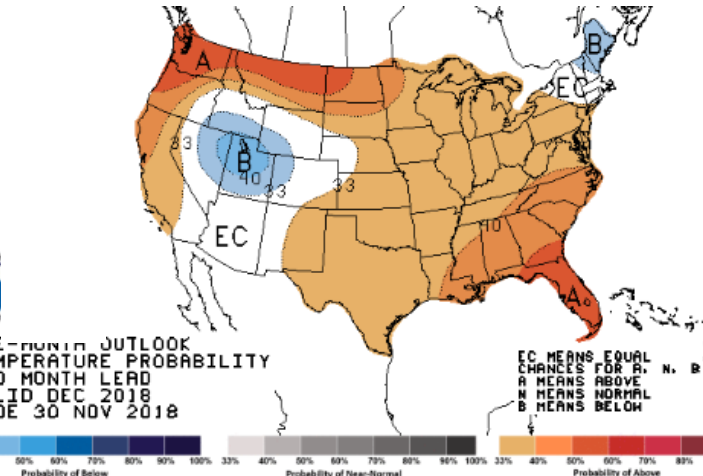 A
B
EC
33
B
40
33
33
EC
40
A
E-MONTH OUTLOOK
MPERATURE PROBABILITY
MONTH LEAD
LID DEC 2018
DE 30 NOV 2018
EC MEANS EQUAL
CHANCES FOR A, N, B
A MEANS ABOVE
N MEANS NORMAL
B MEANS BELOW
50% 60% 70% 80% 90% 100% 33% 40% 50% 60% 70% 80% 90% 100% 33% 40% 50% 60% 70% 80%
Probability of Below Probability of Near-Normal Probability of Above